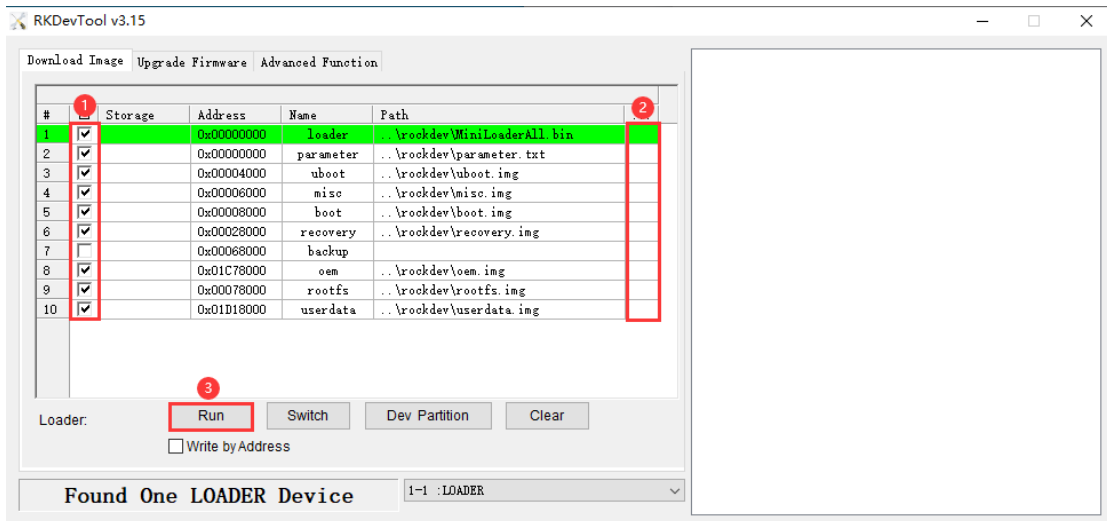 RKDevTool v3.15
Download Image Upgrade Firmware Advanced Function
1 2
# Storage Address Name Path
1 0x00000000 loader ..\rockdev\MiniLoaderAll.bin
2 0x00000000 parameter ..\rockdev\parameter.txt
3 0x00004000 uboot ..\rockdev\uboot.img
4 0x00006000 misc ..\rockdev\misc.img
5 0x00008000 boot ..\rockdev\boot.img
6 0x00028000 recovery ..\rockdev\recovery.img
7 0x00068000 backup
8 0x01C78000 oem ..\rockdev\oem.img
9 0x00078000 rootfs ..\rockdev\rootfs.img
10 0x01D18000 userdata ..\rockdev\userdata.img
3
Loader: Run Switch Dev Partition Clear
Write by Address
Found One LOADER Device 1-1 :LOADER